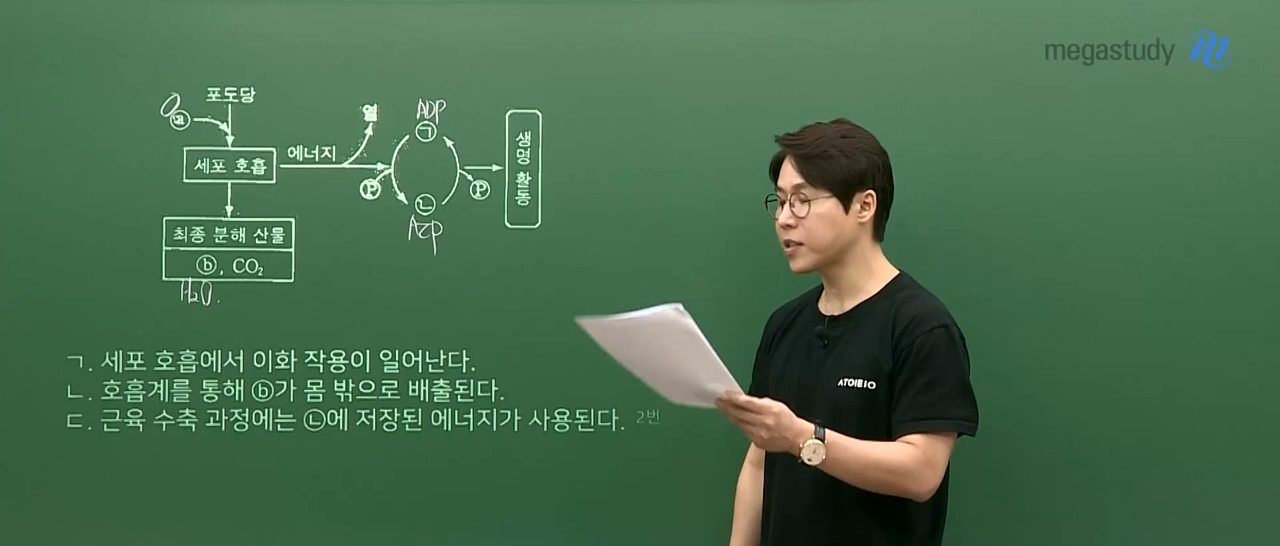 megastudy
포도당
O₂
ⓐ
세포 호흡
에너지
열
ADP
㉠
ⓟ
㉡
ATP
ⓟ
생명 활동
최종 분해 산물
ⓑ, CO₂
H₂O.
ㄱ. 세포 호흡에서 이화 작용이 일어난다.
ㄴ. 호흡계를 통해 ⓑ가 몸 밖으로 배출된다.
ㄷ. 근육 수축 과정에는 ㉡에 저장된 에너지가 사용된다. 2번